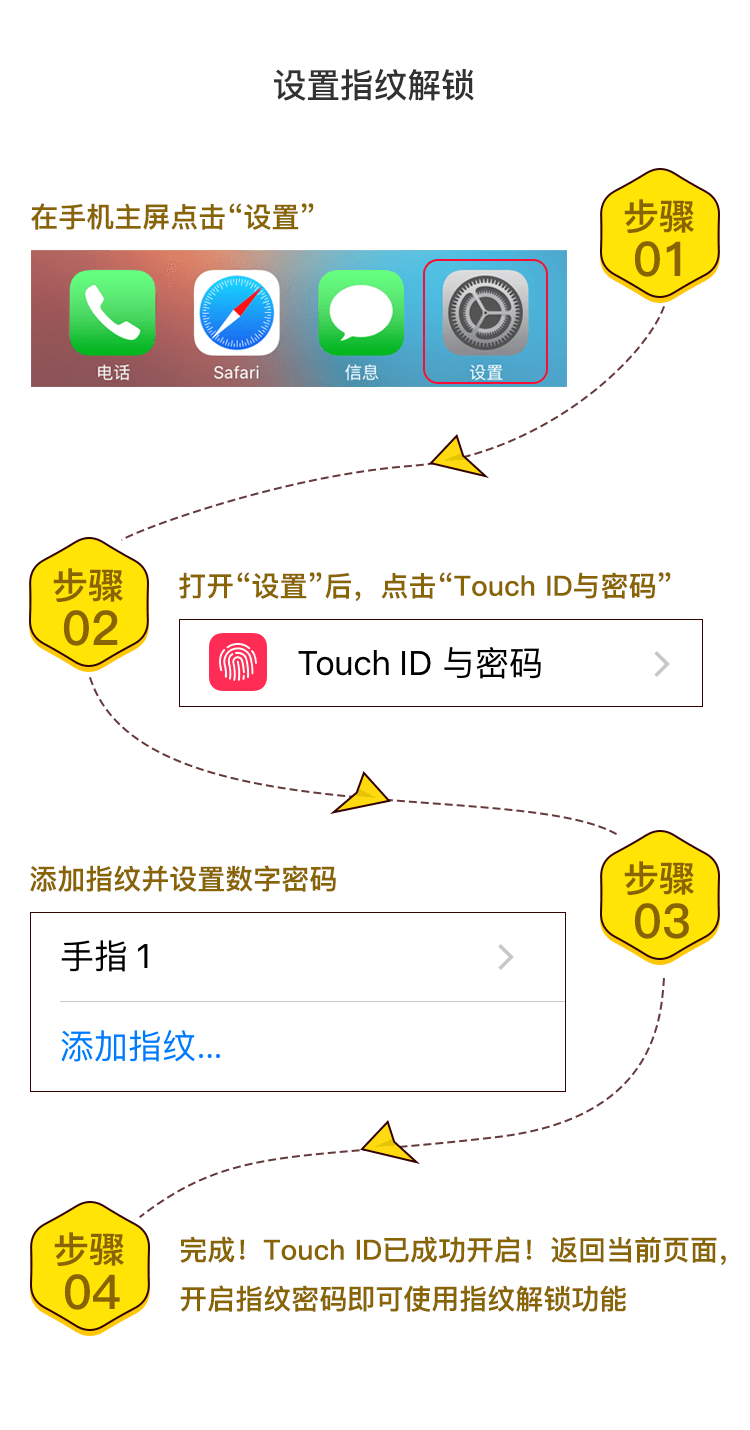 设置指纹解锁
在手机主屏点击“设置”
步骤
01
电话
Safari
信息
设置
步骤
02
打开“设置”后，点击“Touch ID与密码”
Touch ID 与密码
添加指纹并设置数字密码
步骤
03
手指 1
添加指纹...
步骤
04
完成！Touch ID已成功开启！返回当前页面，
开启指纹密码即可使用指纹解锁功能